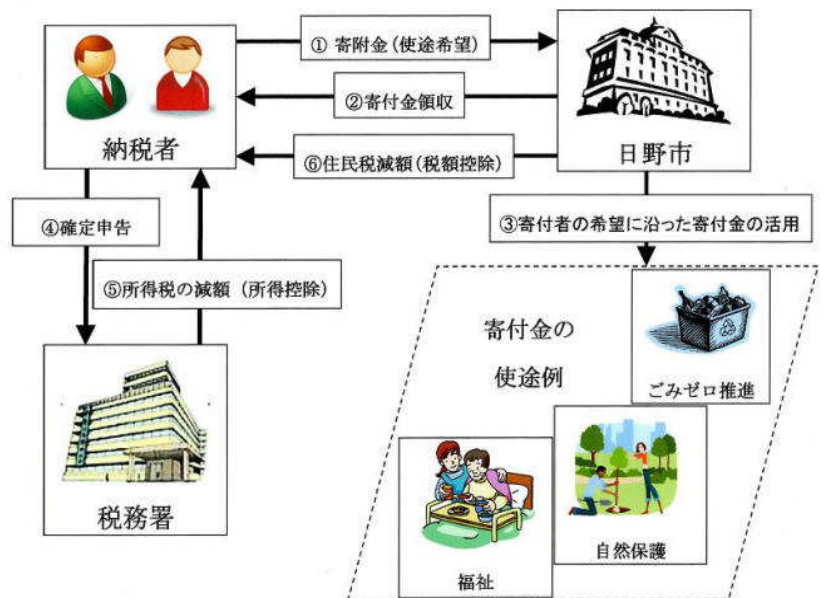 ① 寄附金(使途希望)
②寄付金領収
⑥住民税減額(税額控除)
納税者
日野市
④確定申告
③寄付者の希望に沿った寄付金の活用
⑤所得税の減額(所得控除)
寄付金の
使途例
ごみゼロ推進
税務署
福祉
自然保護